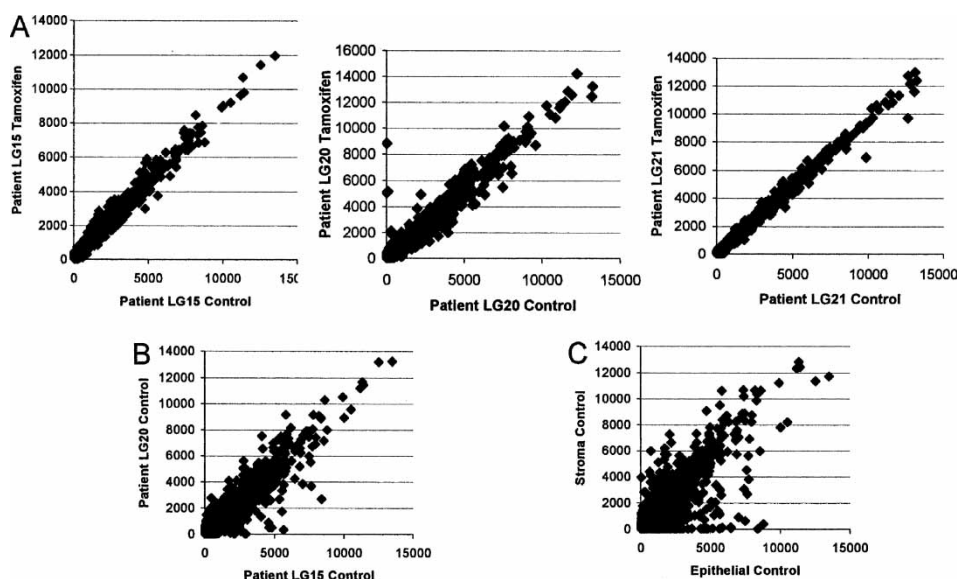 A
Patient LG15 Tamoxifen
14000
12000
10000
8000
6000
4000
2000
0
0 5000 10000 15000
Patient LG15 Control
Patient LG20 Tamoxifen
16000
14000
12000
10000
8000
6000
4000
2000
0
0 5000 10000 15000
Patient LG20 Control
Patient LG21 Tamoxifen
14000
12000
10000
8000
6000
4000
2000
0
0 5000 10000 15000
Patient LG21 Control
B
Patient LG20 Control
14000
12000
10000
8000
6000
4000
2000
0
0 5000 10000 15000
Patient LG15 Control
C
Stroma Control
14000
12000
10000
8000
6000
4000
2000
0
0 5000 10000 15000
Epithelial Control